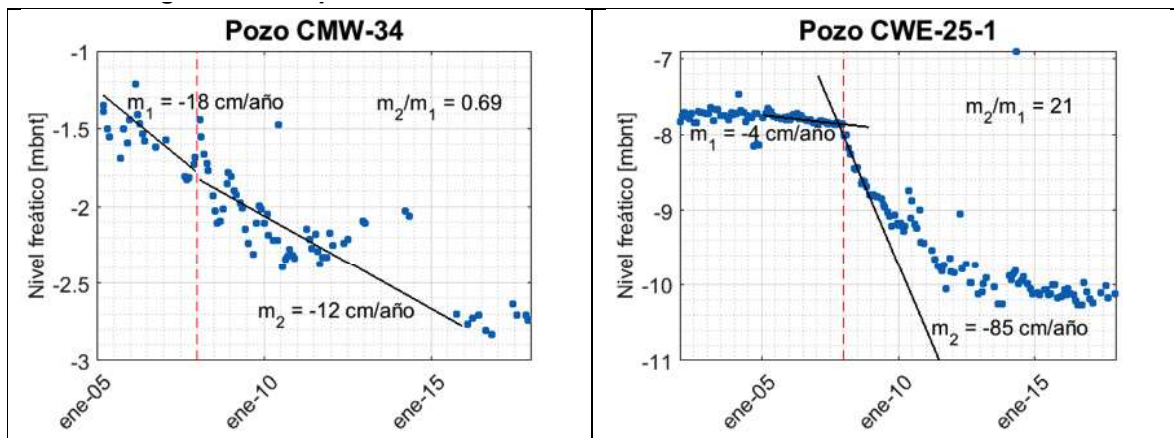 Pozo CMW-34
-1
-1.5
-2
-2.5
-3
Nivel freático [mbnt]
m1 = -18 cm/año
m2/m1 = 0.69
m2 = -12 cm/año
ene-05
ene-10
ene-15
Pozo CWE-25-1
-7
-8
-9
-10
-11
Nivel freático [mbnt]
m2/m1 = 21
m1 = -4 cm/año
m2 = -85 cm/año
ene-05
ene-10
ene-15